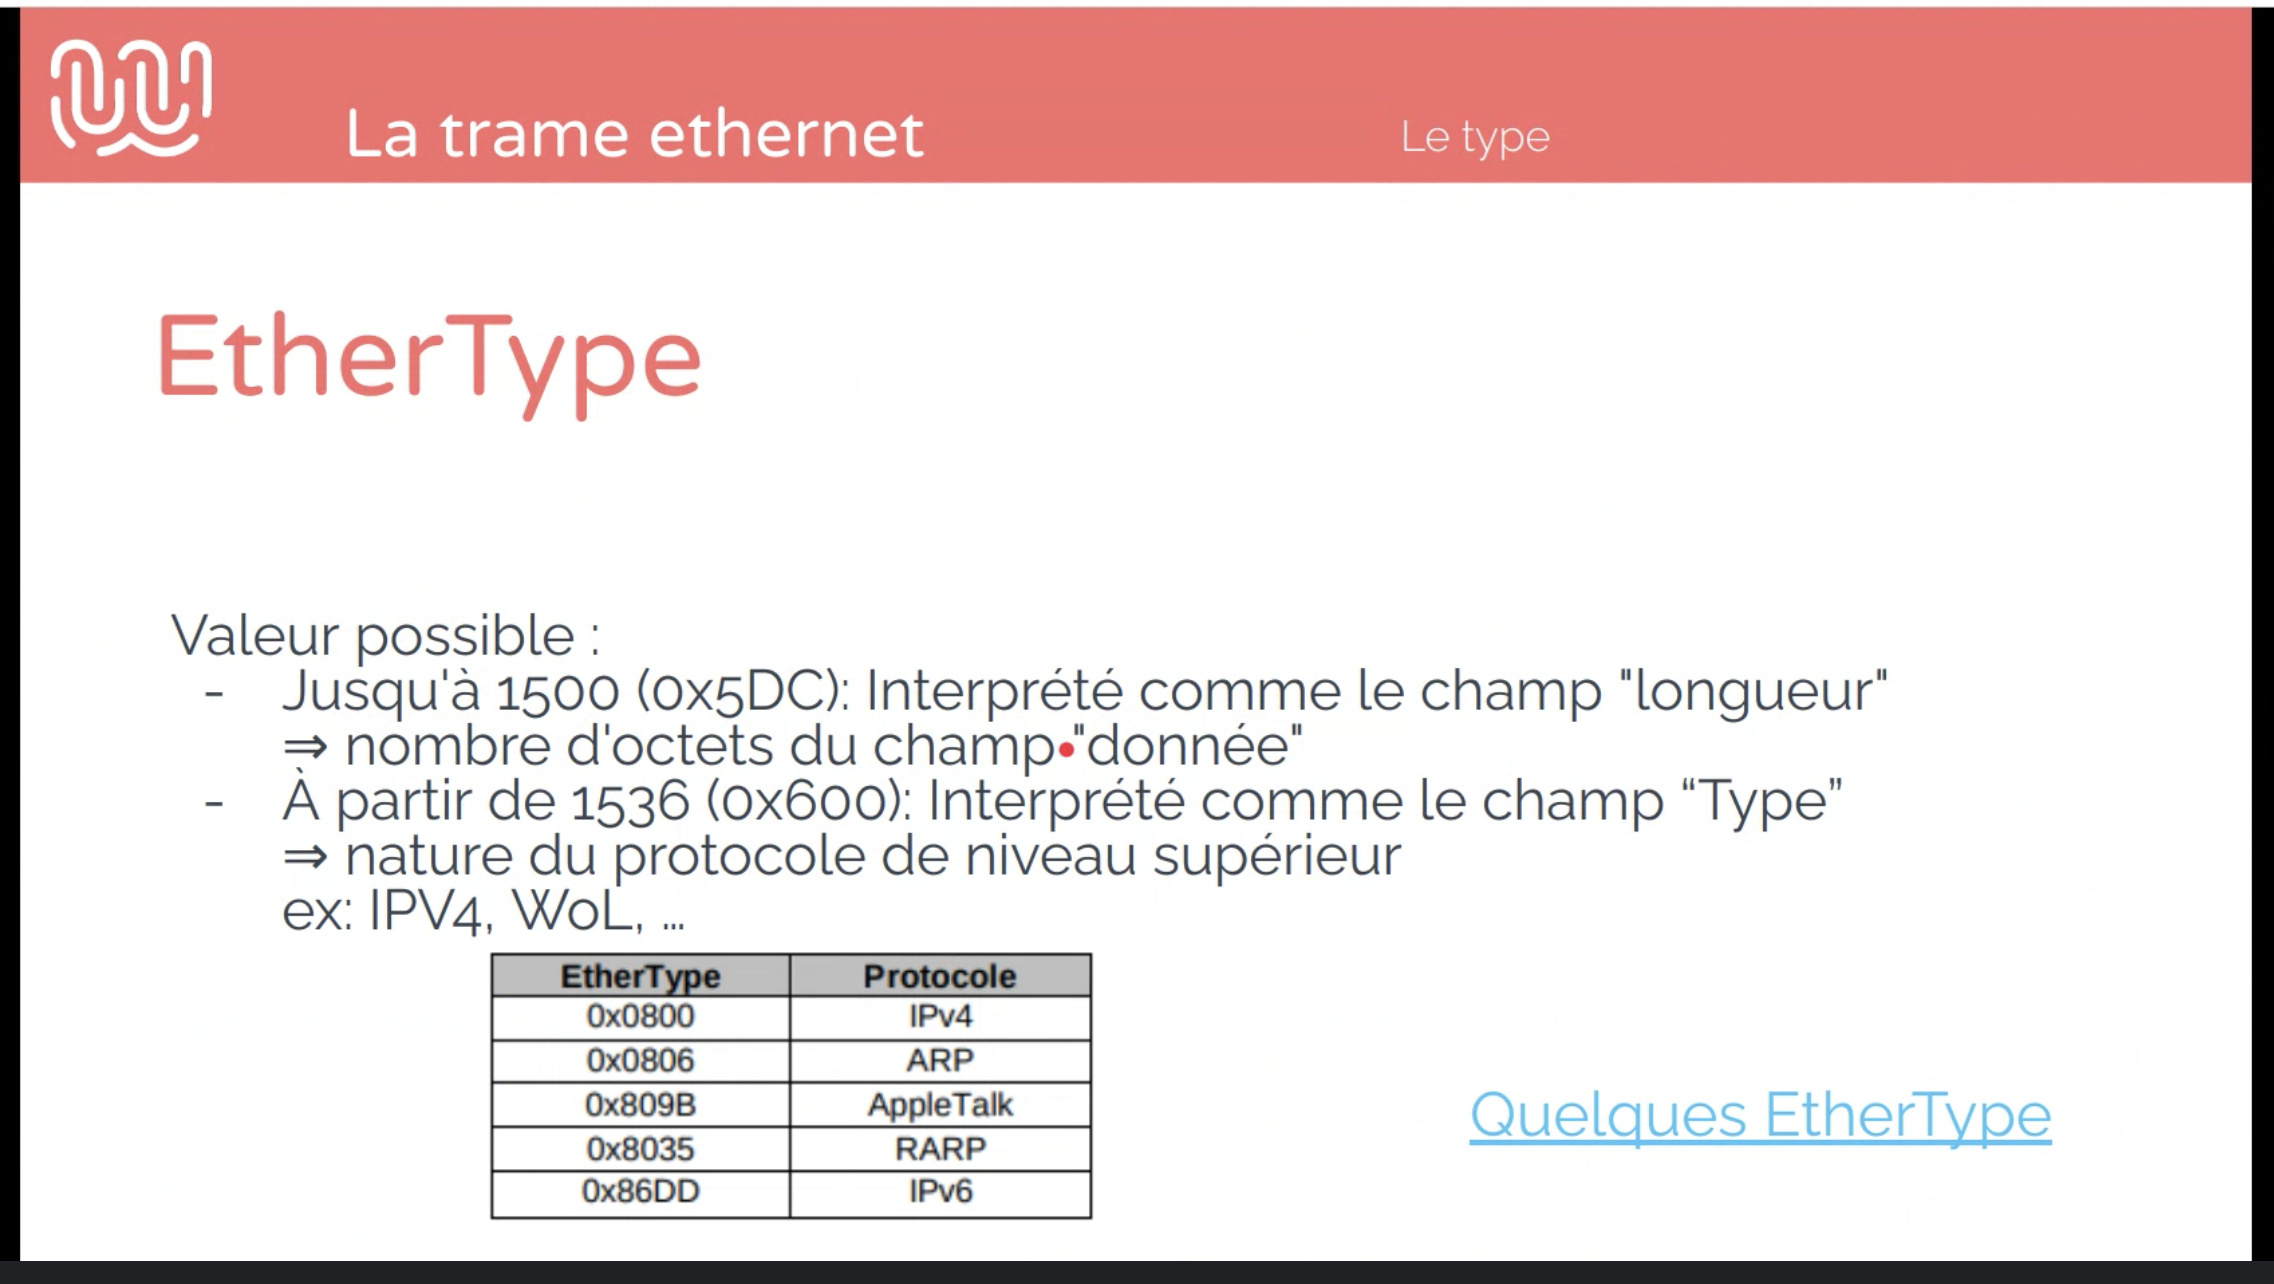 La trame ethernet
Le type
EtherType
Valeur possible :
- Jusqu'à 1500 (0x5DC): Interprété comme le champ "longueur"
⇒ nombre d'octets du champ "donnée"
- À partir de 1536 (0x600): Interprété comme le champ “Type”
⇒ nature du protocole de niveau supérieur
ex: IPV4, WoL, ...
EtherType Protocole
0x0800 IPv4
0x0806 ARP
0x809B AppleTalk
0x8035 RARP
0x86DD IPv6
Quelques EtherType